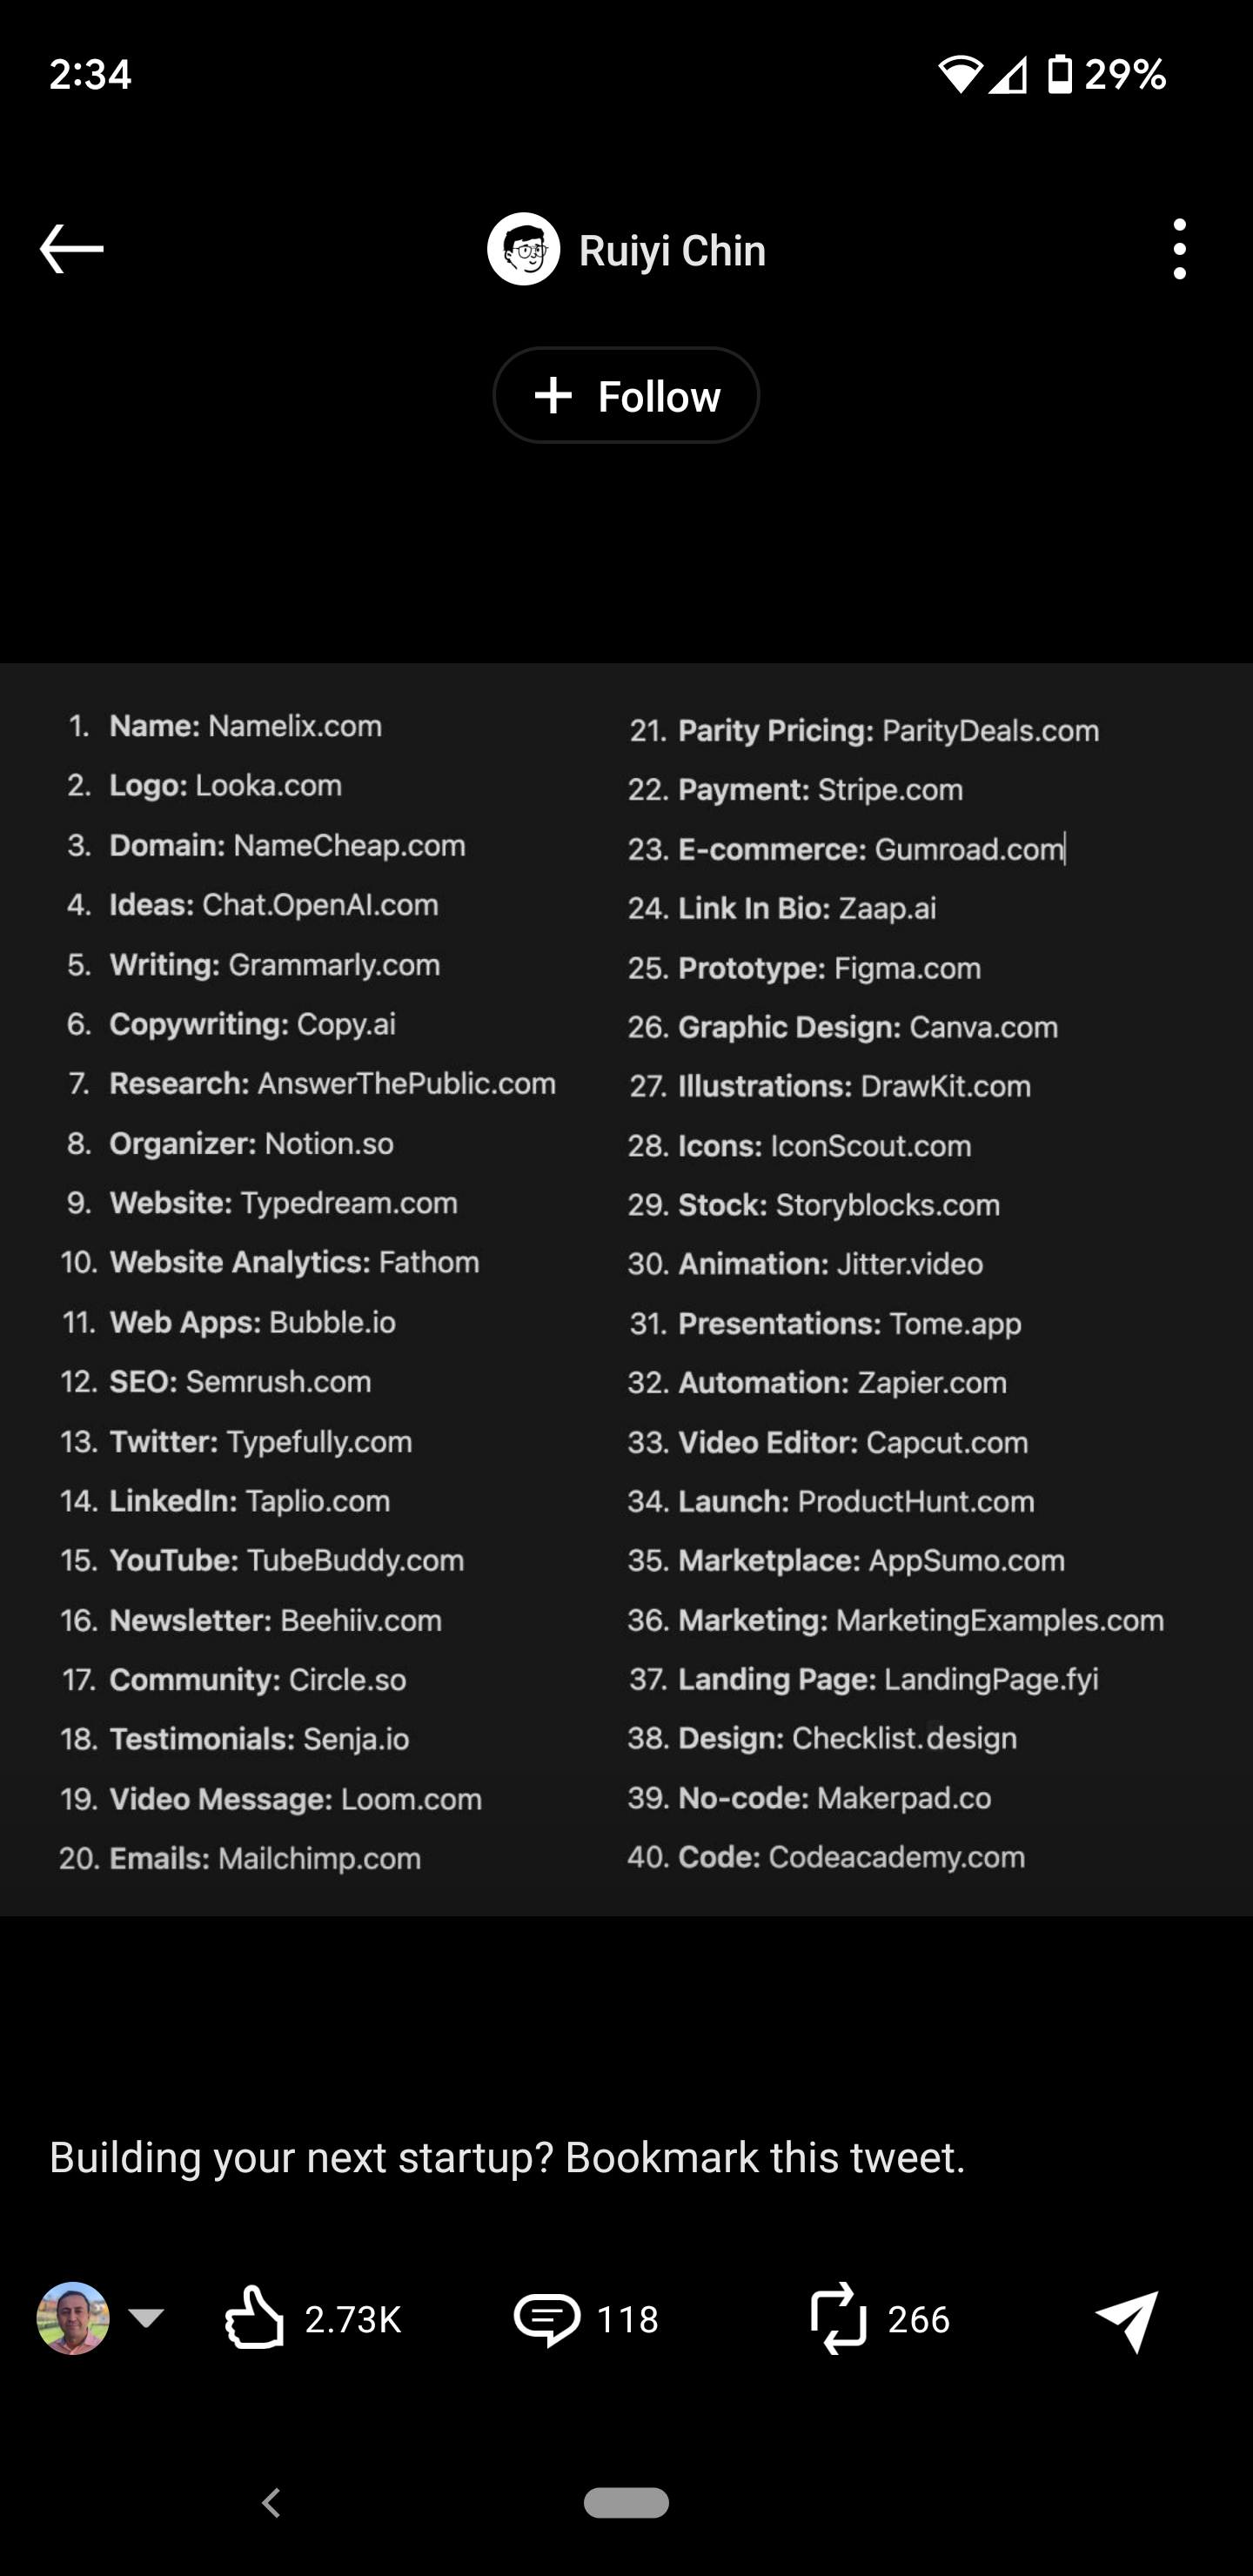 2:34
29%
Ruiyi Chin
+ Follow
1. Name: Namelix.com
2. Logo: Looka.com
3. Domain: NameCheap.com
4. Ideas: Chat.OpenAI.com
5. Writing: Grammarly.com
6. Copywriting: Copy.ai
7. Research: AnswerThePublic.com
8. Organizer: Notion.so
9. Website: Typedream.com
10. Website Analytics: Fathom
11. Web Apps: Bubble.io
12. SEO: Semrush.com
13. Twitter: Typefully.com
14. LinkedIn: Taplio.com
15. YouTube: TubeBuddy.com
16. Newsletter: Beehiiv.com
17. Community: Circle.so
18. Testimonials: Senja.io
19. Video Message: Loom.com
20. Emails: Mailchimp.com
21. Parity Pricing: ParityDeals.com
22. Payment: Stripe.com
23. E-commerce: Gumroad.com
24. Link In Bio: Zaap.ai
25. Prototype: Figma.com
26. Graphic Design: Canva.com
27. Illustrations: DrawKit.com
28. Icons: IconScout.com
29. Stock: Storyblocks.com
30. Animation: Jitter.video
31. Presentations: Tome.app
32. Automation: Zapier.com
33. Video Editor: Capcut.com
34. Launch: ProductHunt.com
35. Marketplace: AppSumo.com
36. Marketing: MarketingExamples.com
37. Landing Page: LandingPage.fyi
38. Design: Checklist.design
39. No-code: Makerpad.co
40. Code: Codeacademy.com
Building your next startup? Bookmark this tweet.
2.73K
118
266